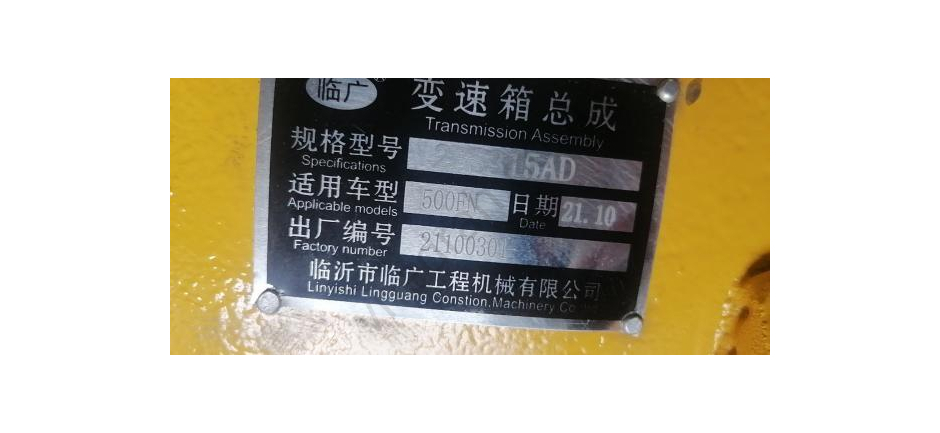 临广 变速箱总成
Transmission Assembly
规格型号 15AD
Specifications
适用车型 500FN 日期 21.10
Applicable models Date
出厂编号 2110030
Factory number
临沂市临广工程机械有限公司
Linyishi Lingguang Constion,Machinery Co.